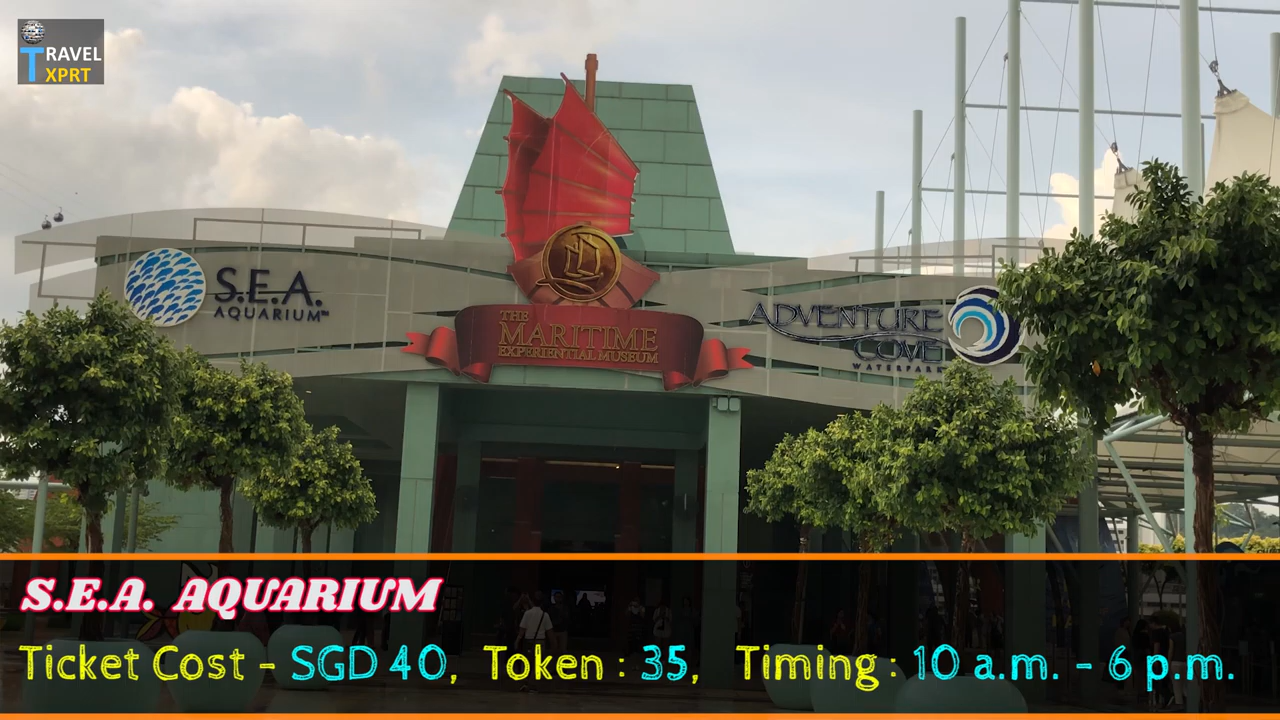 TRAVEL
XPRT
S.E.A.
AQUARIUM™
THE
MARITIME
EXPERIENTIAL MUSEUM
ADVENTURE
COVE
WATERPARK
S.E.A. AQUARIUM
Ticket Cost - SGD 40, Token : 35, Timing : 10 a.m. - 6 p.m.